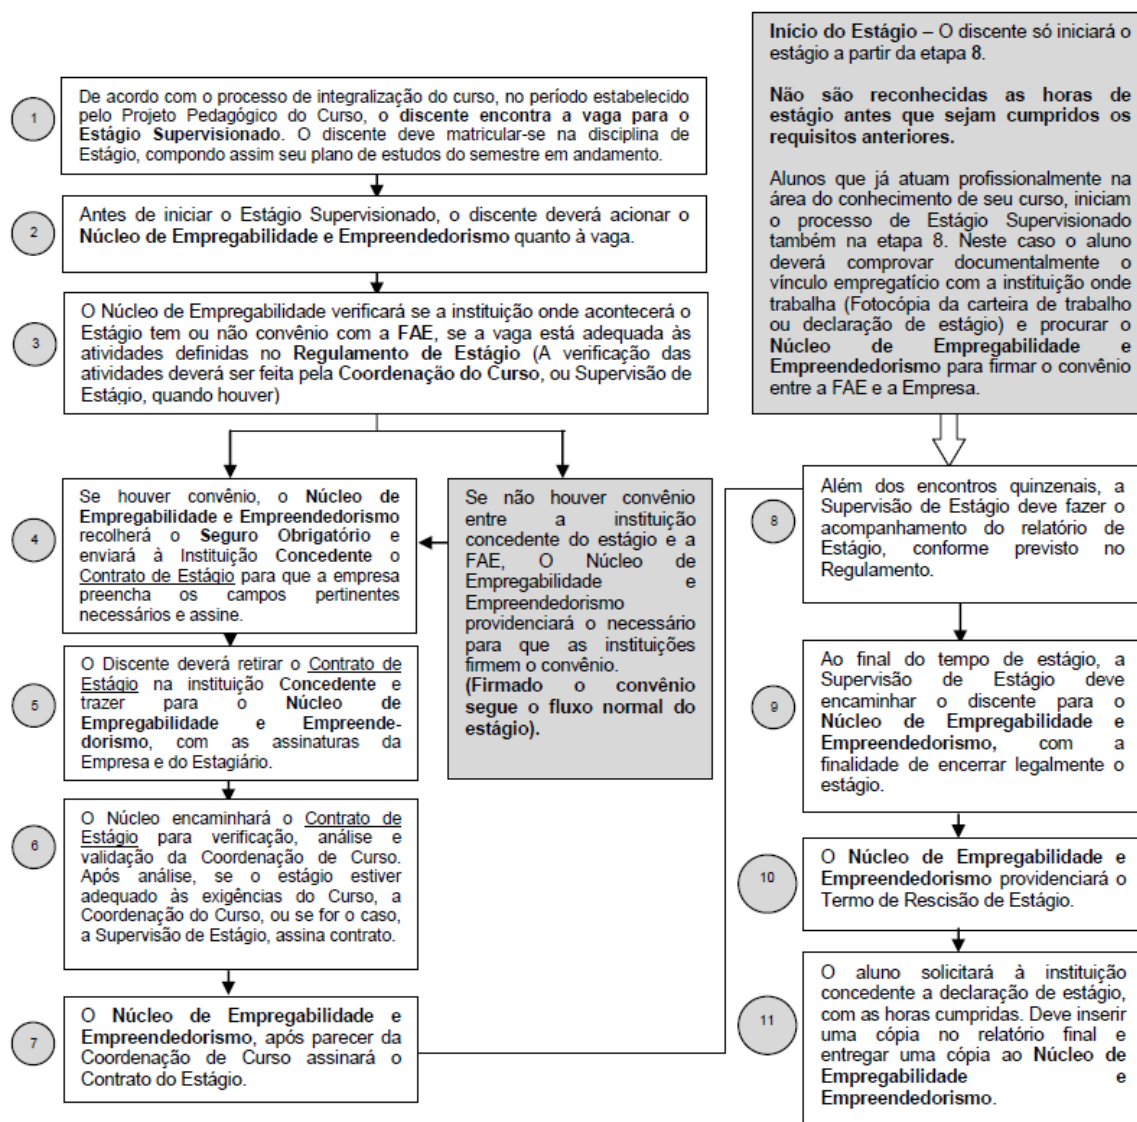 1
De acordo com o processo de integralização do curso, no período estabelecido
pelo Projeto Pedagógico do Curso, o discente encontra a vaga para o
Estágio Supervisionado. O discente deve matricular-se na disciplina de
Estágio, compondo assim seu plano de estudos do semestre em andamento.
2
Antes de iniciar o Estágio Supervisionado, o discente deverá acionar o
Núcleo de Empregabilidade e Empreendedorismo quanto à vaga.
3
O Núcleo de Empregabilidade verificará se a instituição onde acontecerá o
Estágio tem ou não convênio com a FAE, se a vaga está adequada às
atividades definidas no Regulamento de Estágio (A verificação das
atividades deverá ser feita pela Coordenação do Curso, ou Supervisão de
Estágio, quando houver)
4
Se houver convênio, o Núcleo de
Empregabilidade e Empreendedorismo
recolherá o Seguro Obrigatório e
enviará à Instituição Concedente o
Contrato de Estágio para que a empresa
preencha os campos pertinentes
necessários e assine.
Se não houver convênio
entre a instituição
concedente do estágio e a
FAE, O Núcleo de
Empregabilidade e
Empreendedorismo
providenciará o necessário
para que as instituições
firmem o convênio.
(Firmado o convênio
segue o fluxo normal do
estágio).
5
O Discente deverá retirar o Contrato de
Estágio na instituição Concedente e
trazer para o Núcleo de
Empregabilidade e Empreende-
dorismo, com as assinaturas da
Empresa e do Estagiário.
6
O Núcleo encaminhará o Contrato de
Estágio para verificação, análise e
validação da Coordenação de Curso.
Após análise, se o estágio estiver
adequado às exigências do Curso, a
Coordenação do Curso, ou se for o caso,
a Supervisão de Estágio, assina contrato.
7
O Núcleo de Empregabilidade e
Empreendedorismo, após parecer da
Coordenação de Curso assinará o
Contrato do Estágio.
Início do Estágio – O discente só iniciará o
estágio a partir da etapa 8.
Não são reconhecidas as horas de
estágio antes que sejam cumpridos os
requisitos anteriores.
Alunos que já atuam profissionalmente na
área do conhecimento de seu curso, iniciam
o processo de Estágio Supervisionado
também na etapa 8. Neste caso o aluno
deverá comprovar documentalmente o
vínculo empregatício com a instituição onde
trabalha (Fotocópia da carteira de trabalho
ou declaração de estágio) e procurar o
Núcleo de Empregabilidade e
Empreendedorismo para firmar o convênio
entre a FAE e a Empresa.
8
Além dos encontros quinzenais, a
Supervisão de Estágio deve fazer o
acompanhamento do relatório de
Estágio, conforme previsto no
Regulamento.
9
Ao final do tempo de estágio, a
Supervisão de Estágio deve
encaminhar o discente para o
Núcleo de Empregabilidade e
Empreendedorismo, com a
finalidade de encerrar legalmente o
estágio.
10
O Núcleo de Empregabilidade e
Empreendedorismo providenciará o
Termo de Rescisão de Estágio.
11
O aluno solicitará à instituição
concedente a declaração de estágio,
com as horas cumpridas. Deve inserir
uma cópia no relatório final e
entregar uma cópia ao Núcleo de
Empregabilidade e
Empreendedorismo.